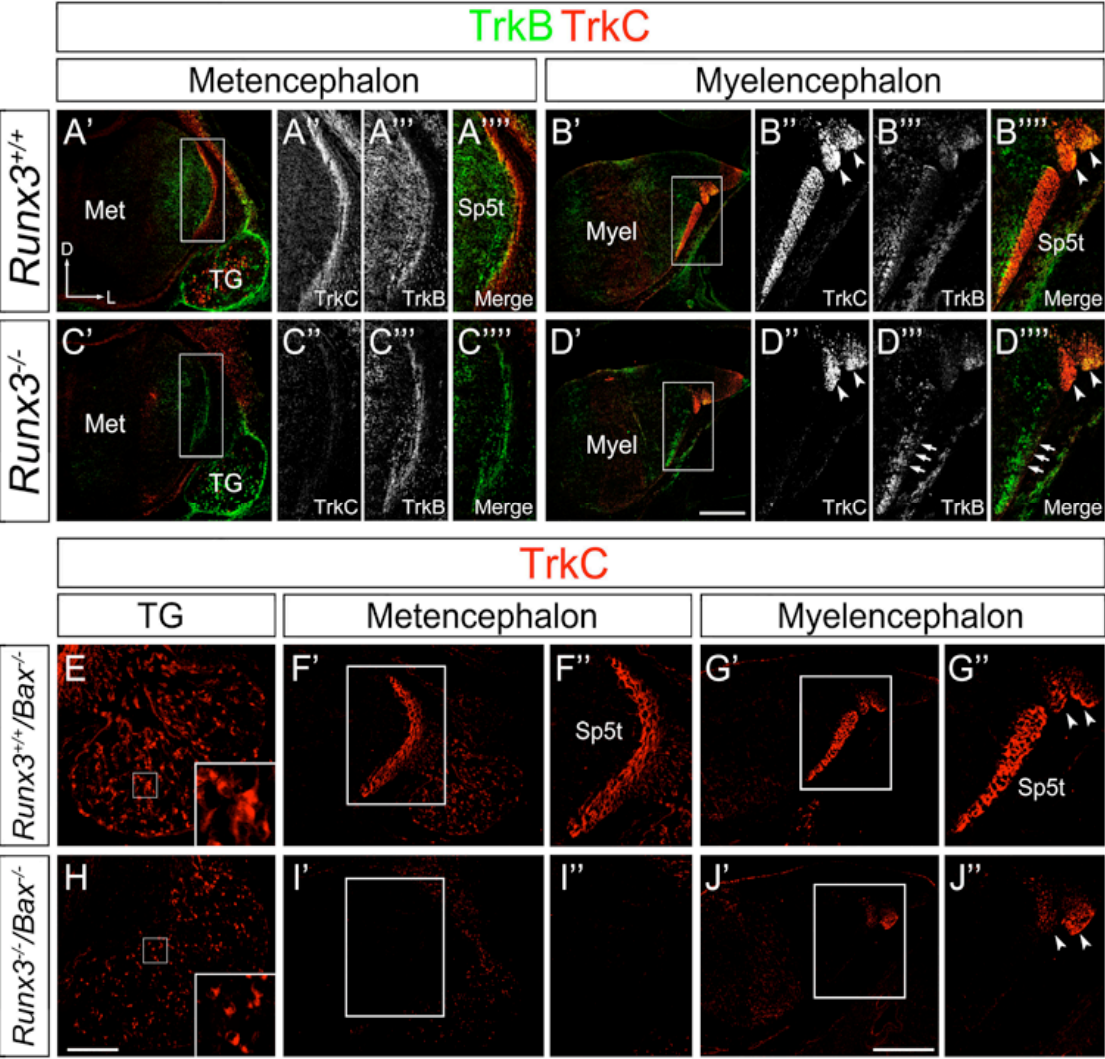 TrkB TrkC
Metencephalon Myelencephalon
Runx3+/+
A’ A’’ A’’’ A’’’’ B’ B’’ B’’’ B’’’’
Met Sp5t Myel Sp5t
D
L
TG TrkC TrkB Merge TrkC TrkB Merge
Runx3-/-
C’ C’’ C’’’ C’’’’ D’ D’’ D’’’ D’’’’
Met Myel
TG TrkC TrkB Merge TrkC TrkB Merge
TrkC
TG Metencephalon Myelencephalon
Runx3+/+/Bax-/-
E F’ F’’ G’ G’’
Sp5t Sp5t
Runx3-/-/Bax-/-
H I’ I’’ J’ J’’